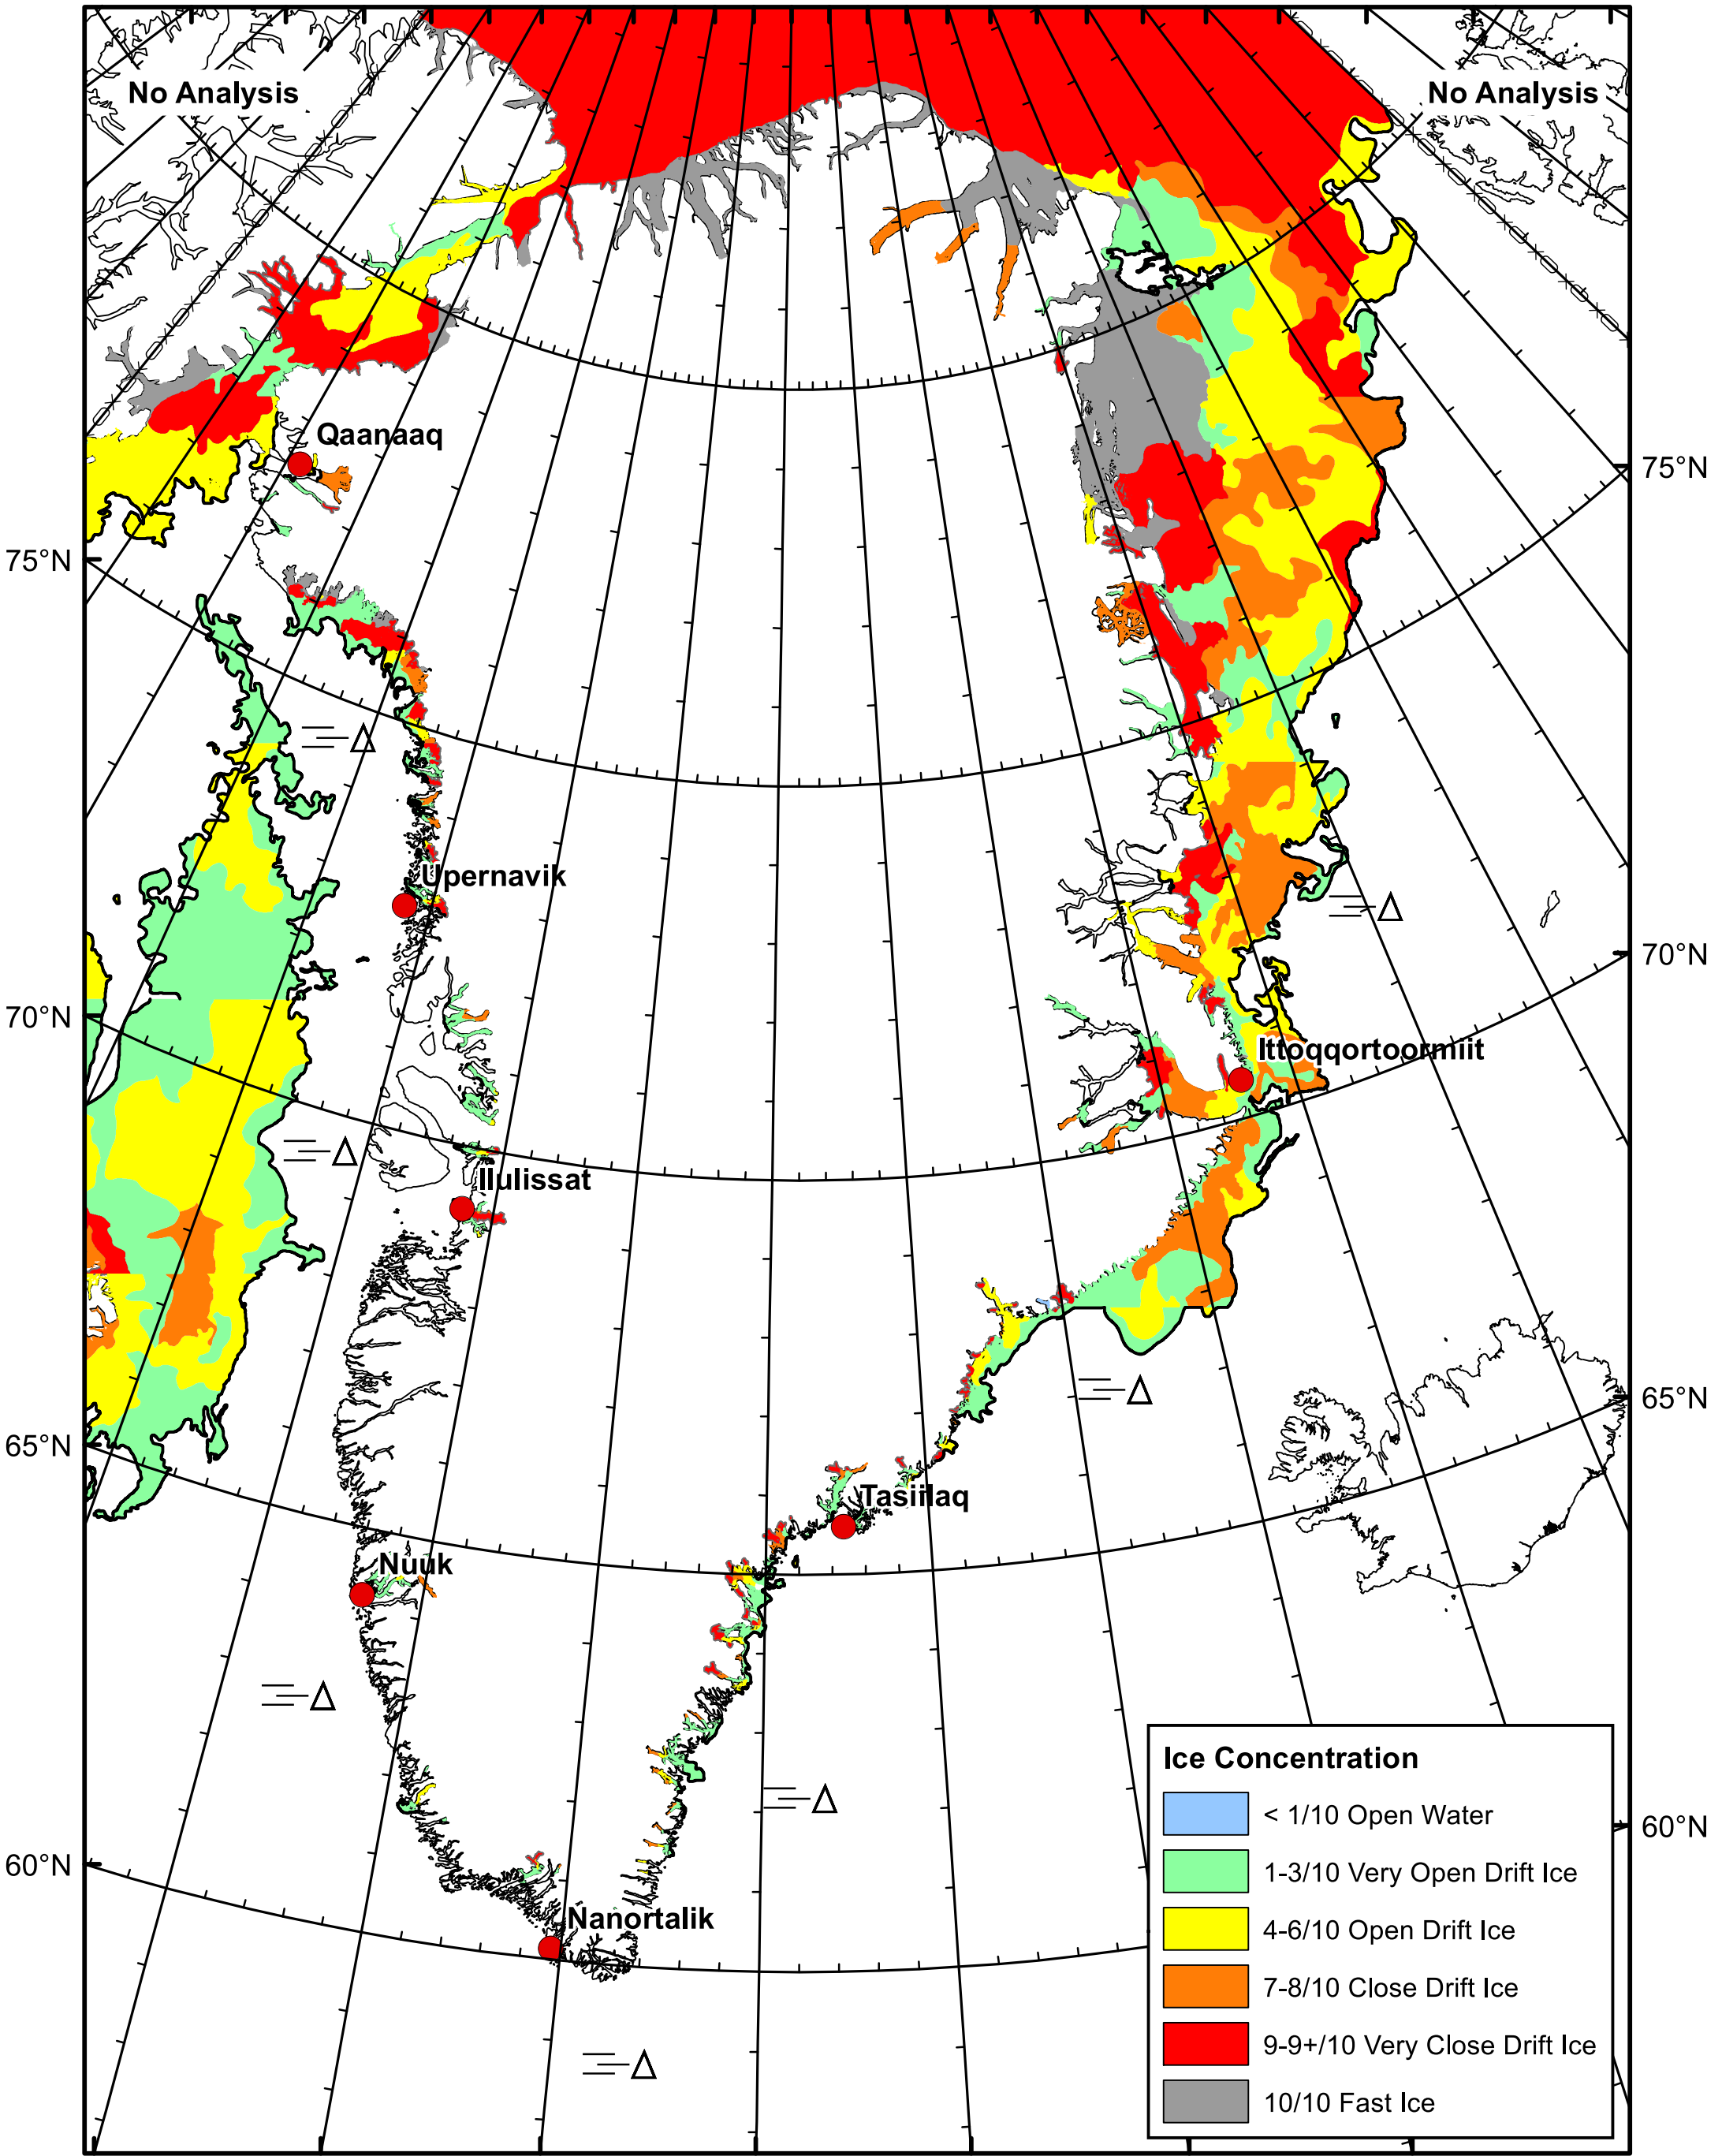 No Analysis
No Analysis
Qaanaaq
75°N
75°N
Upernavik
70°N
70°N
Ittoqqortoormiit
Ilulissat
65°N
65°N
Tasiilaq
Nuuk
60°N
60°N
Nanortalik
Ice Concentration
< 1/10 Open Water
1-3/10 Very Open Drift Ice
4-6/10 Open Drift Ice
7-8/10 Close Drift Ice
9-9+/10 Very Close Drift Ice
10/10 Fast Ice